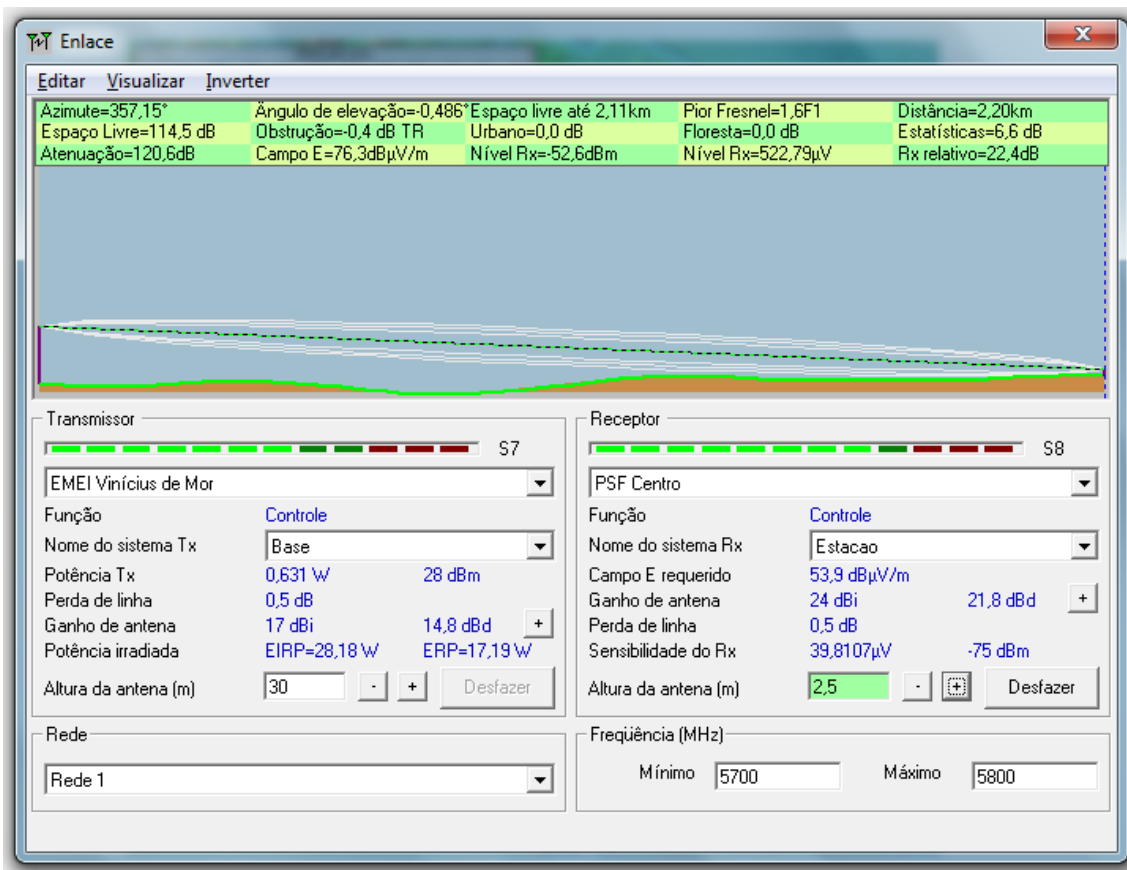 Enlace
Editar Visualizar Inverter
Azimute=357,15° Ângulo de elevação=-0,486° Espaço livre até 2,11km Pior Fresnel=1,6F1 Distância=2,20km
Espaço Livre=114,5 dB Obstrução=-0,4 dB TR Urbano=0,0 dB Floresta=0,0 dB Estatísticas=6,6 dB
Atenuação=120,6dB Campo E=76,3dBµV/m Nível Rx=-52,6dBm Nível Rx=522,79µV Rx relativo=22,4dB
Transmissor
S7
EMEI Vinícius de Mor
Função Controle
Nome do sistema Tx Base
Potência Tx 0,631 W 28 dBm
Perda de linha 0,5 dB
Ganho de antena 17 dBi 14,8 dBd +
Potência irradiada EIRP=28,18 W ERP=17,19 W
Altura da antena (m) 30 - + Desfazer
Receptor
S8
PSF Centro
Função Controle
Nome do sistema Rx Estacao
Campo E requerido 53,9 dBµV/m
Ganho de antena 24 dBi 21,8 dBd +
Perda de linha 0,5 dB
Sensibilidade do Rx 39,8107µV -75 dBm
Altura da antena (m) 2,5 - + Desfazer
Rede
Rede 1
Freqüência (MHz)
Mínimo 5700 Máximo 5800